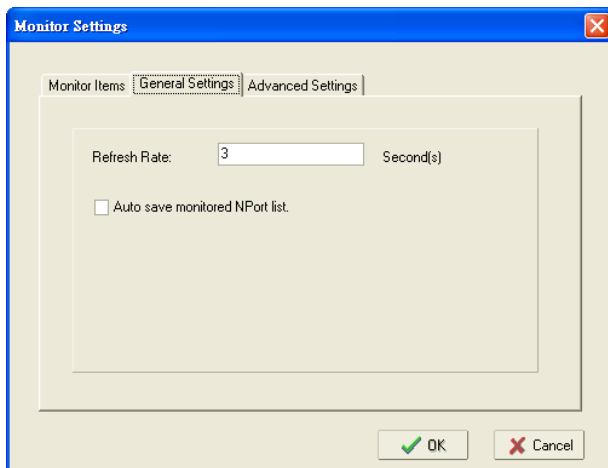 Monitor Settings
Monitor Items General Settings Advanced Settings
Refresh Rate: 3 Second(s)
Auto save monitored NPort list.
OK Cancel